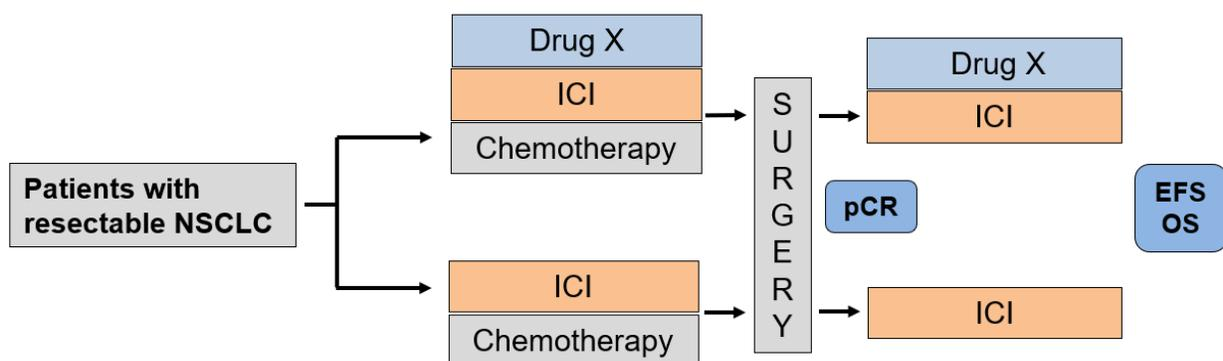 Patients with
resectable NSCLC
Drug X
ICI
Chemotherapy
ICI
Chemotherapy
S
U
R
G
E
R
Y
pCR
Drug X
ICI
ICI
EFS
OS